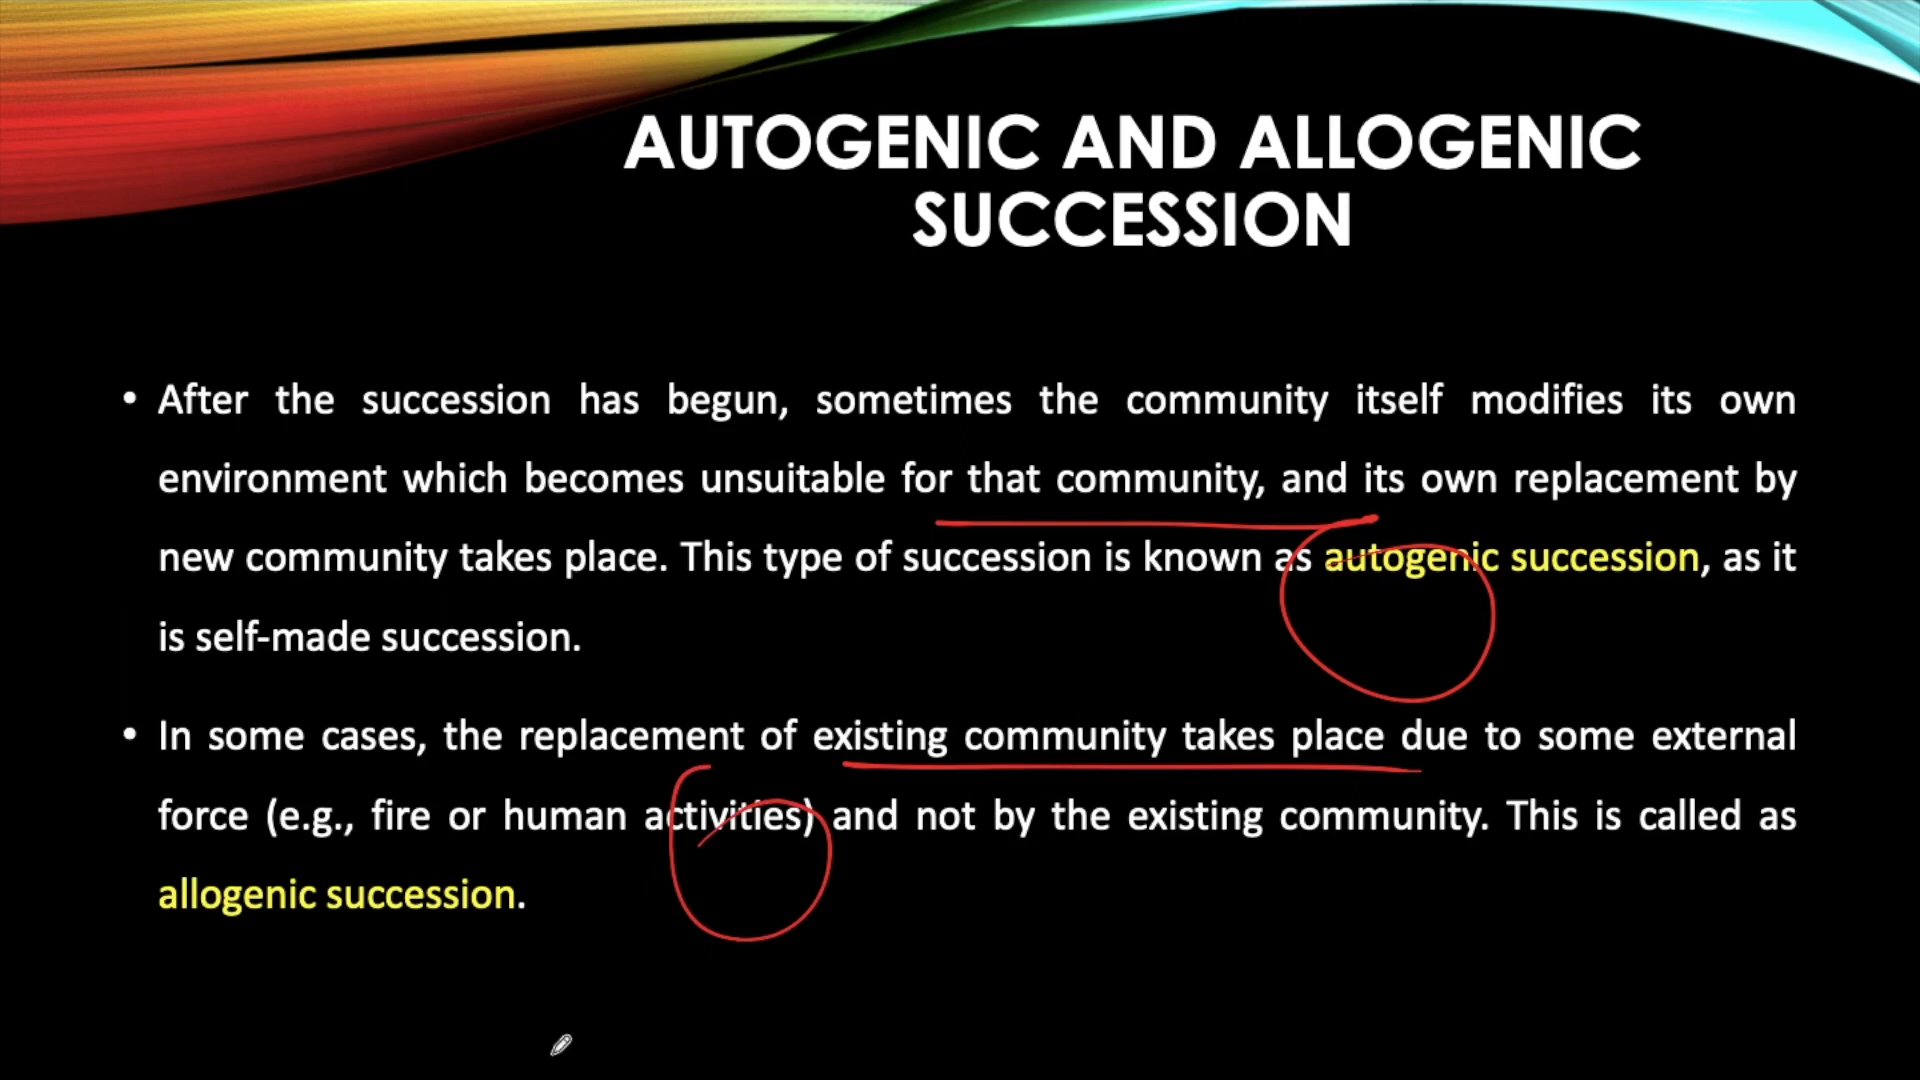 AUTOGENIC AND ALLOGENIC
SUCCESSION
• After the succession has begun, sometimes the community itself modifies its own
environment which becomes unsuitable for that community, and its own replacement by
new community takes place. This type of succession is known as autogenic succession, as it
is self-made succession.
• In some cases, the replacement of existing community takes place due to some external
force (e.g., fire or human activities) and not by the existing community. This is called as
allogenic succession.